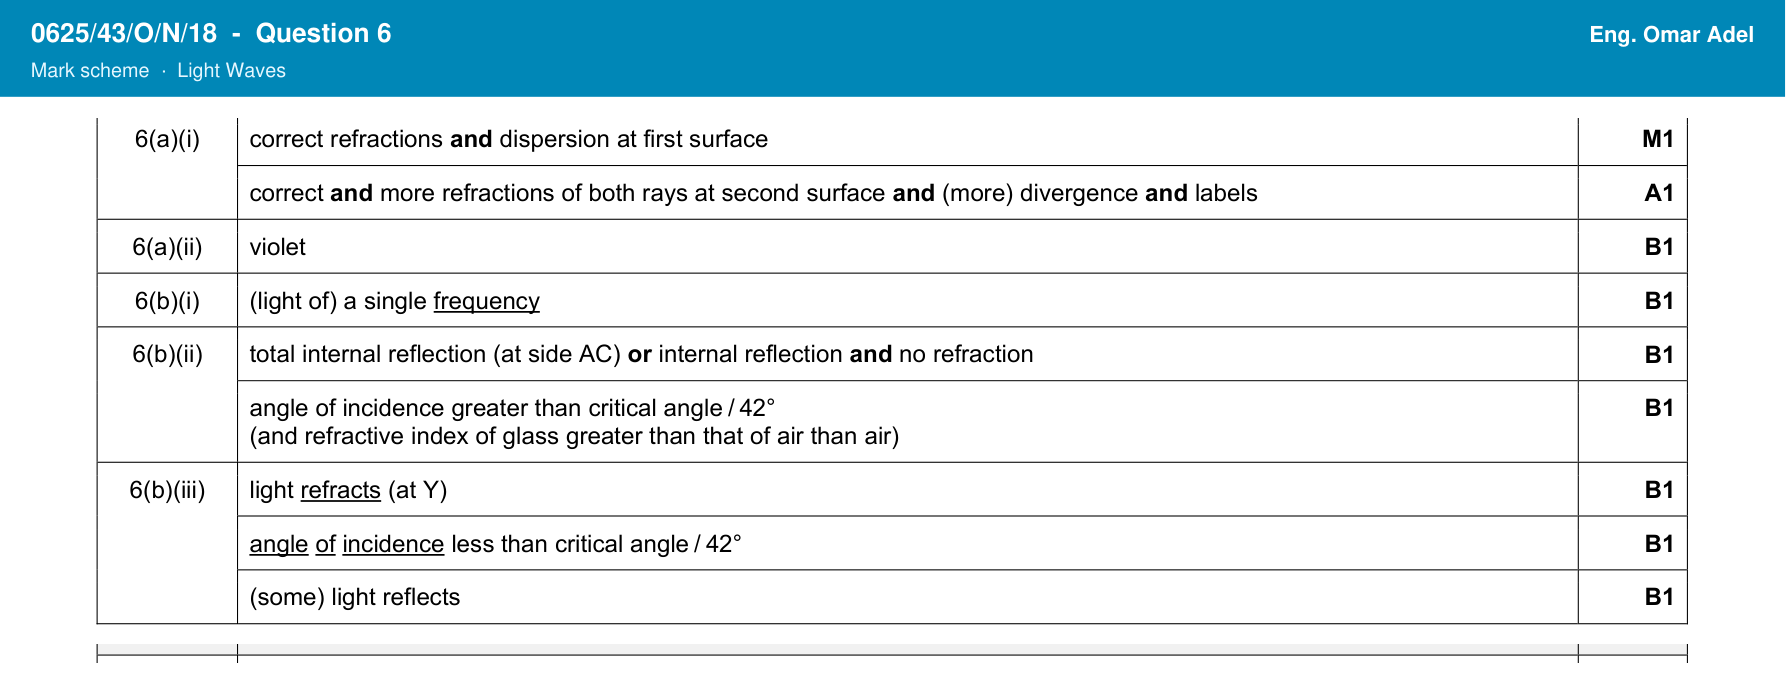 0625/43/O/N/18 - Question 6
Eng. Omar Adel
Mark scheme · Light Waves
6(a)(i) correct refractions and dispersion at first surface M1
correct and more refractions of both rays at second surface and (more) divergence and labels A1
6(a)(ii) violet B1
6(b)(i) (light of) a single frequency B1
6(b)(ii) total internal reflection (at side AC) or internal reflection and no refraction B1
angle of incidence greater than critical angle / 42° B1
(and refractive index of glass greater than that of air than air)
6(b)(iii) light refracts (at Y) B1
angle of incidence less than critical angle / 42° B1
(some) light reflects B1